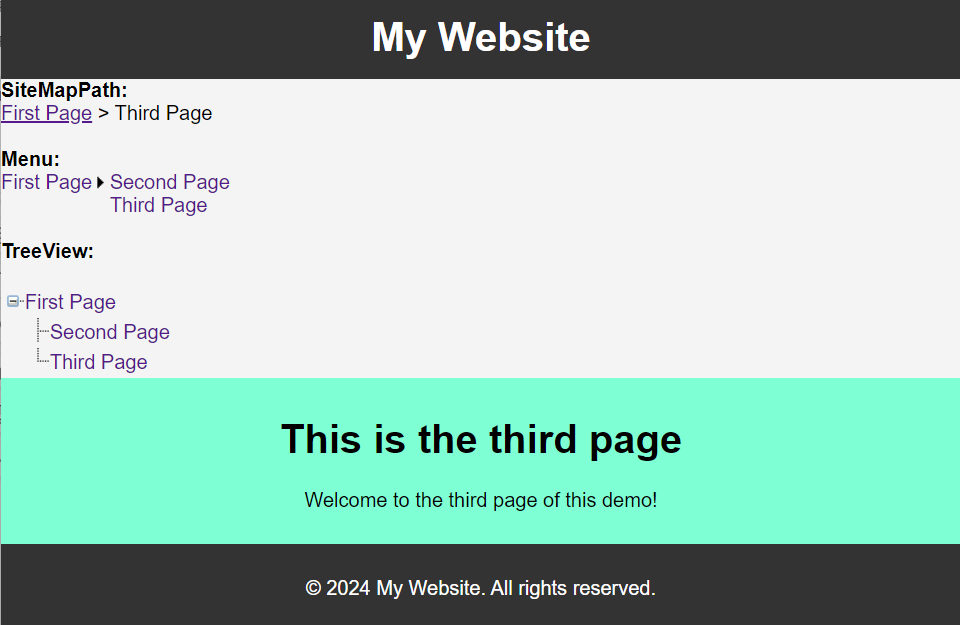 My Website
SiteMapPath:
First Page > Third Page
Menu:
First Page Second Page
Third Page
TreeView:
First Page
Second Page
Third Page
This is the third page
Welcome to the third page of this demo!
© 2024 My Website. All rights reserved.